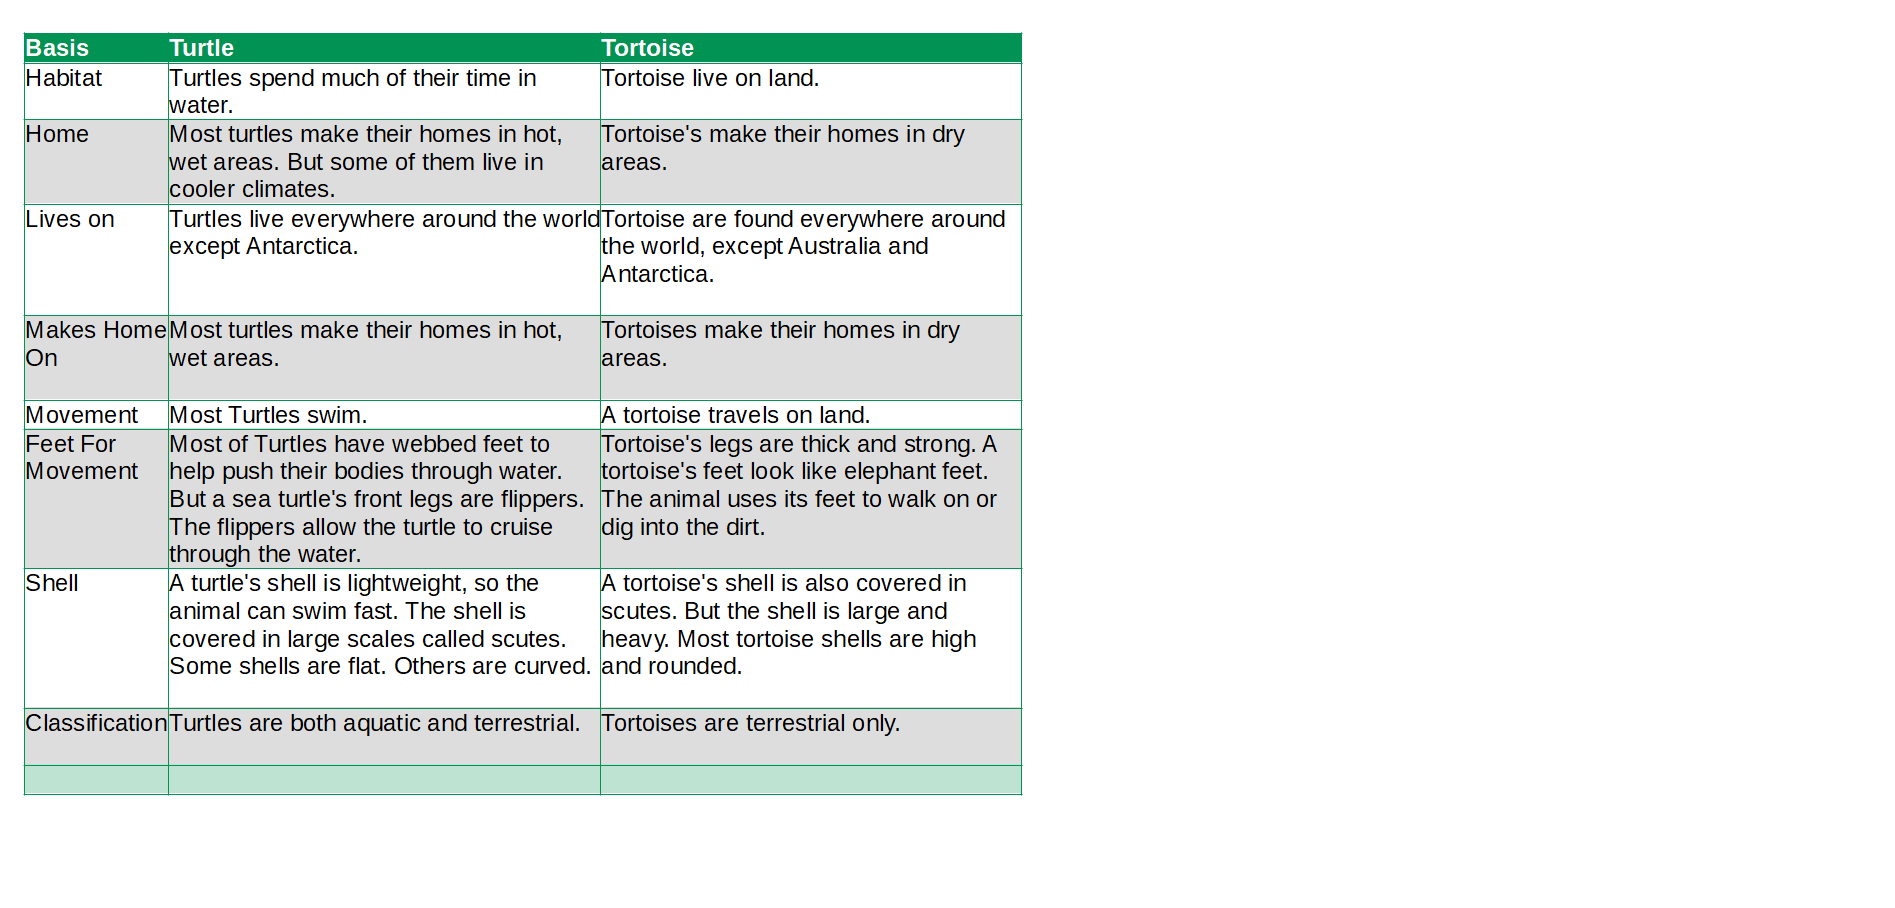 Basis Turtle Tortoise
Habitat Turtles spend much of their time in Tortoise live on land.
water.
Home Most turtles make their homes in hot, Tortoise's make their homes in dry
wet areas. But some of them live in areas.
cooler climates.
Lives on Turtles live everywhere around the world Tortoise are found everywhere around
except Antarctica. the world, except Australia and
Antarctica.
Makes Home Most turtles make their homes in hot, Tortoises make their homes in dry
On wet areas. areas.
Movement Most Turtles swim. A tortoise travels on land.
Feet For Most of Turtles have webbed feet to Tortoise's legs are thick and strong. A
Movement help push their bodies through water. tortoise's feet look like elephant feet.
But a sea turtle's front legs are flippers. The animal uses its feet to walk on or
The flippers allow the turtle to cruise dig into the dirt.
through the water.
Shell A turtle's shell is lightweight, so the A tortoise's shell is also covered in
animal can swim fast. The shell is scutes. But the shell is large and
covered in large scales called scutes. heavy. Most tortoise shells are high
Some shells are flat. Others are curved. and rounded.
Classification Turtles are both aquatic and terrestrial. Tortoises are terrestrial only.